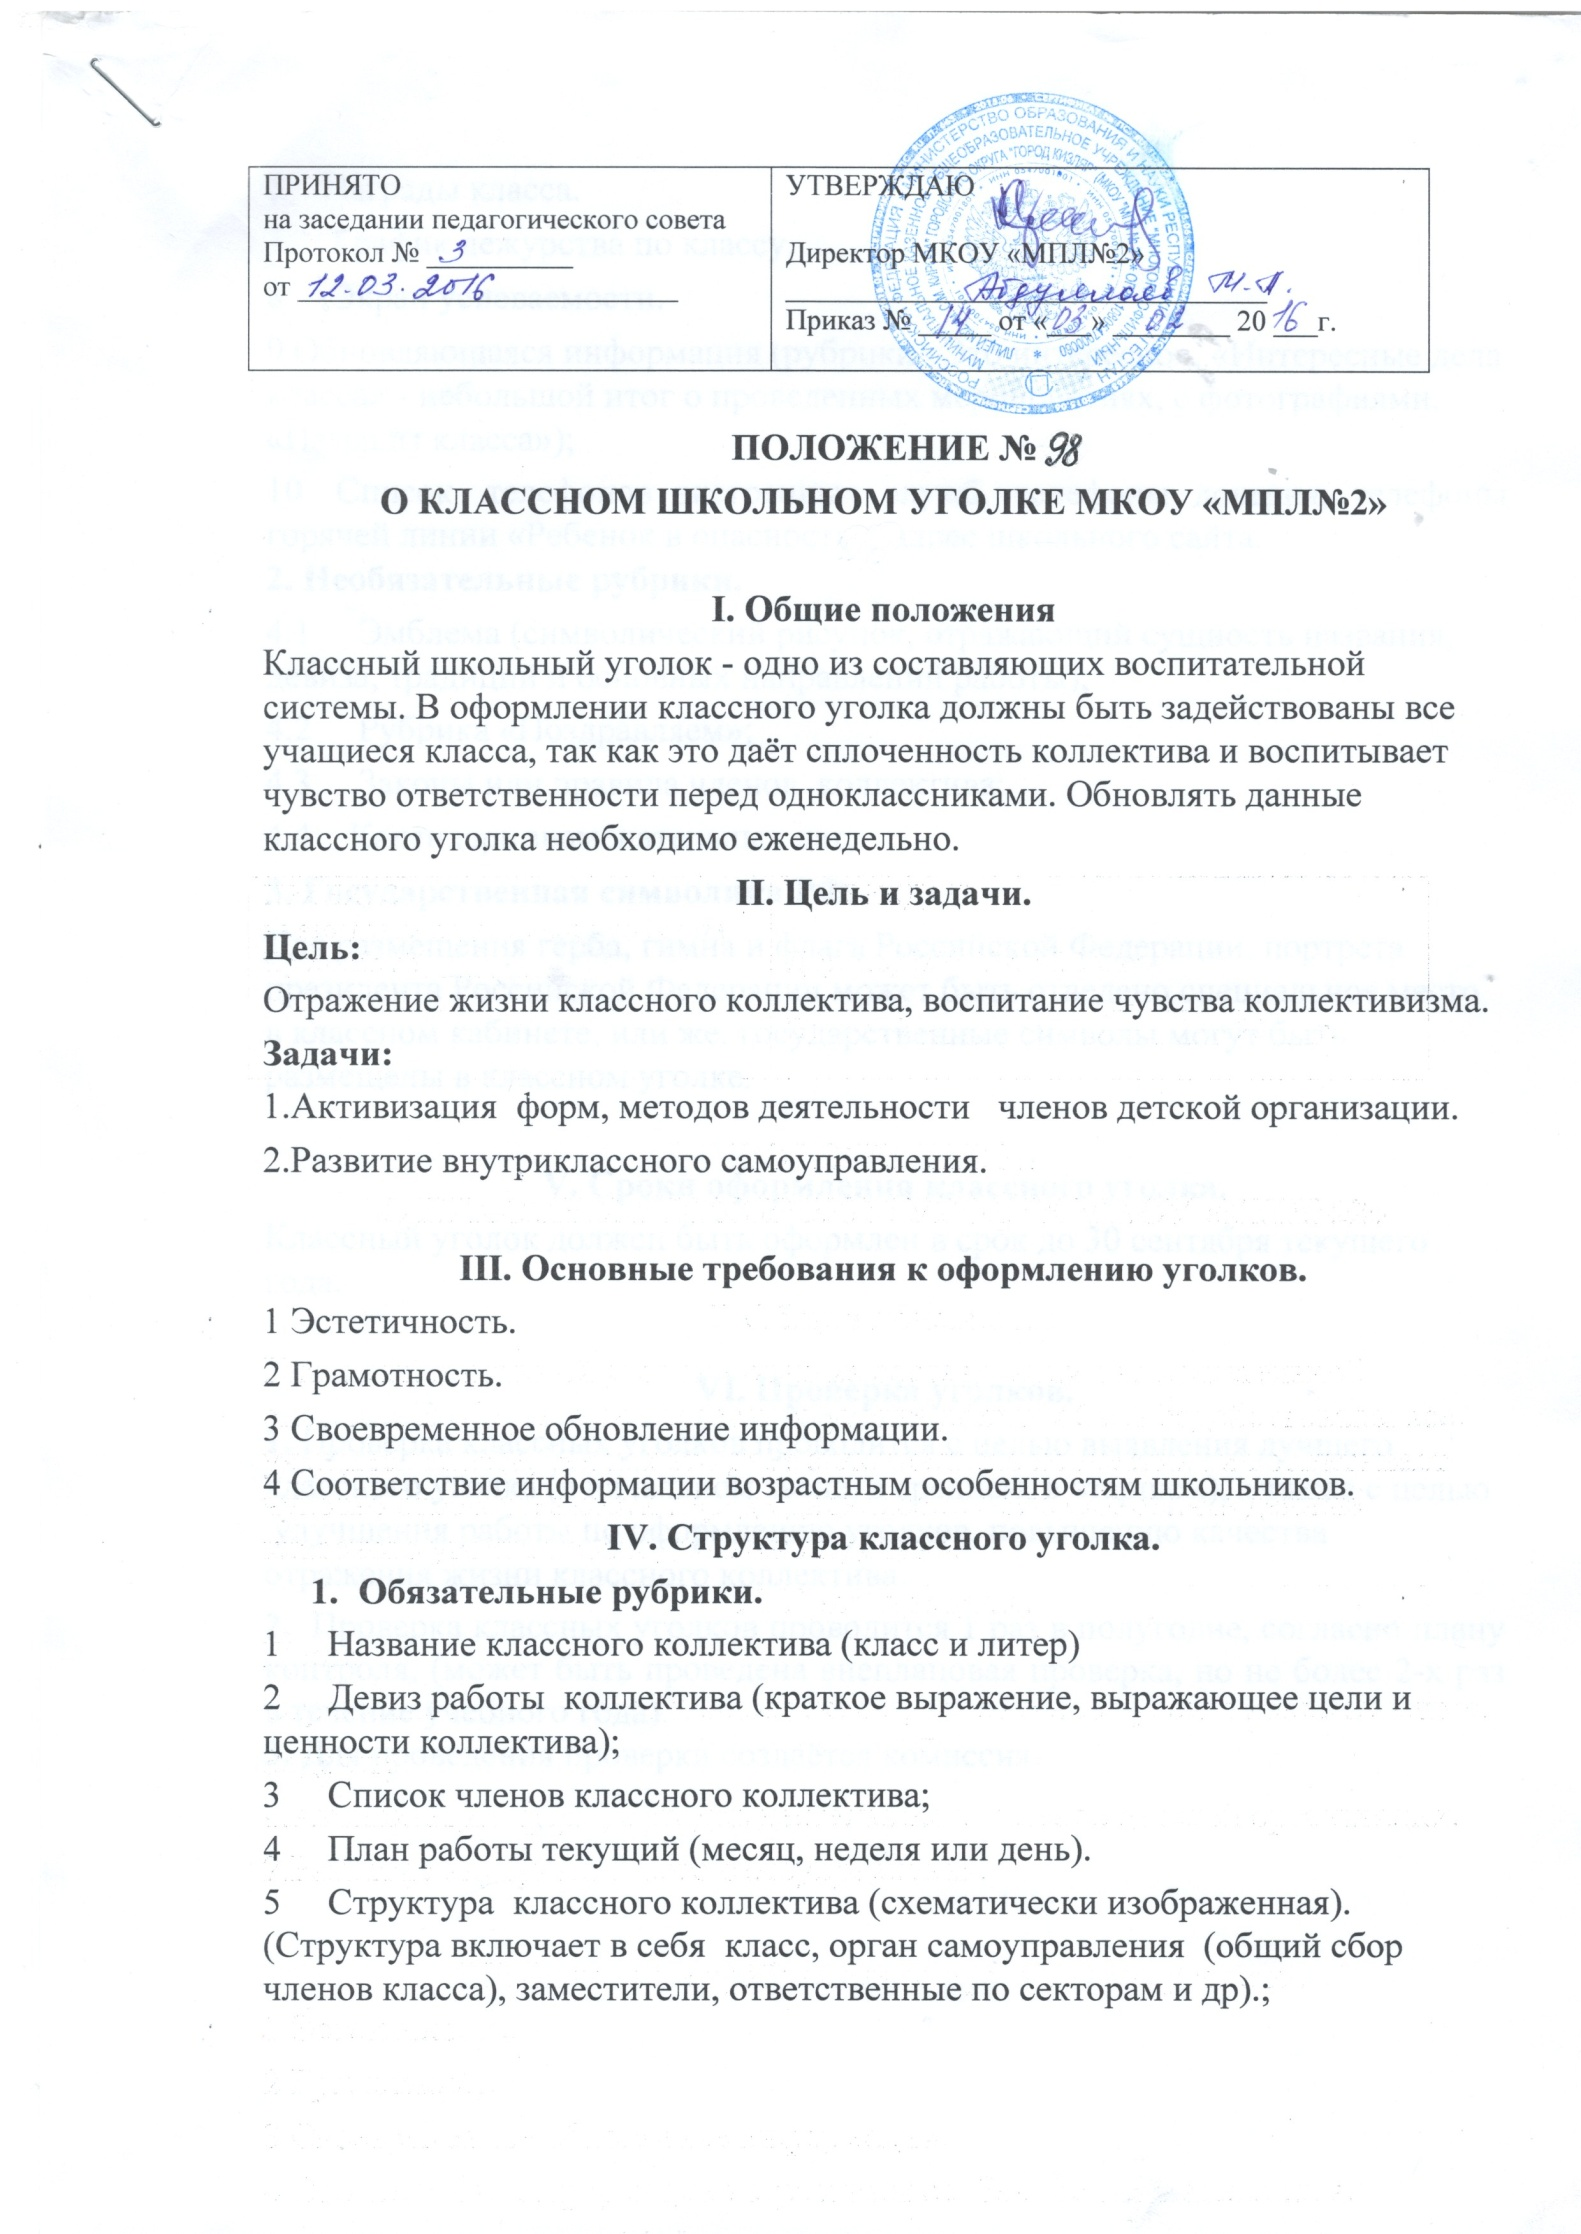 ПРИНЯТО
на заседании педагогического совета
Протокол № 3
от 12.03.2016
УТВЕРЖДАЮ
Директор МКОУ «МПЛ№2»
Абдуллаев М.А.
Приказ № 14 от «03» 02 2016 г.
ПОЛОЖЕНИЕ № 98
О КЛАССНОМ ШКОЛЬНОМ УГОЛКЕ МКОУ «МПЛ№2»
I. Общие положения
Классный школьный уголок - одно из составляющих воспитательной
системы. В оформлении классного уголка должны быть задействованы все
учащиеся класса, так как это даёт сплоченность коллектива и воспитывает
чувство ответственности перед одноклассниками. Обновлять данные
классного уголка необходимо еженедельно.
II. Цель и задачи.
Цель:
Отражение жизни классного коллектива, воспитание чувства коллективизма.
Задачи:
1.Активизация форм, методов деятельности членов детской организации.
2.Развитие внутриклассного самоуправления.
III. Основные требования к оформлению уголков.
1 Эстетичность.
2 Грамотность.
3 Своевременное обновление информации.
4 Соответствие информации возрастным особенностям школьников.
IV. Структура классного уголка.
1. Обязательные рубрики.
1 Название классного коллектива (класс и литер)
2 Девиз работы коллектива (краткое выражение, выражающее цели и
ценности коллектива);
3 Список членов классного коллектива;
4 План работы текущий (месяц, неделя или день).
5 Структура классного коллектива (схематически изображенная).
(Структура включает в себя класс, орган самоуправления (общий сбор
членов класса), заместители, ответственные по секторам и др).;